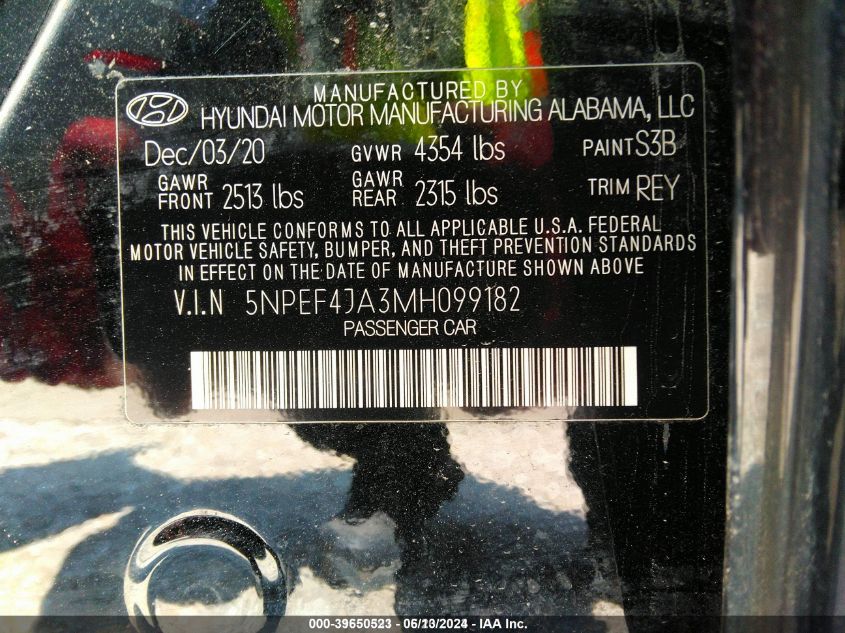 MANUFACTURED BY
HYUNDAI MOTOR MANUFACTURING ALABAMA, LLC
Dec/03/20 GVWR 4354 lbs PAINT S3B
GAWR FRONT 2513 lbs GAWR REAR 2315 lbs TRIM REY
THIS VEHICLE CONFORMS TO ALL APPLICABLE U.S.A. FEDERAL
MOTOR VEHICLE SAFETY, BUMPER, AND THEFT PREVENTION STANDARDS
IN EFFECT ON THE DATE OF MANUFACTURE SHOWN ABOVE
V.I.N 5NPEF4JA3MH099182
PASSENGER CAR
000-39650523 - 06/13/2024 - IAA Inc.